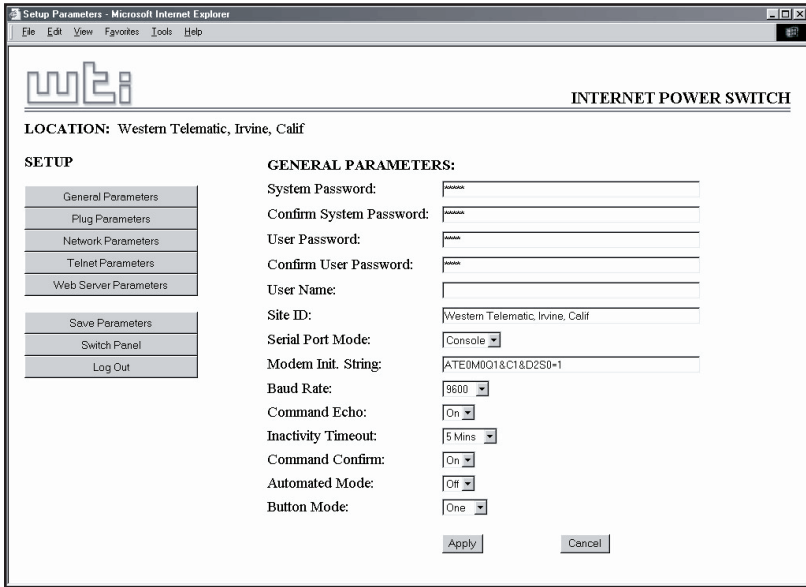 Setup Parameters - Microsoft Internet Explorer
File Edit View Favorites Tools Help
wti
INTERNET POWER SWITCH
LOCATION: Western Telematic, Irvine, Calif
SETUP
General Parameters
Plug Parameters
Network Parameters
Telnet Parameters
Web Server Parameters
Save Parameters
Switch Panel
Log Out
GENERAL PARAMETERS:
System Password: *****
Confirm System Password: *****
User Password: ****
Confirm User Password: ****
User Name:
Site ID: Western Telematic, Irvine, Calif
Serial Port Mode: Console
Modem Init. String: ATE0M0Q1&C1&D2S0=1
Baud Rate: 9600
Command Echo: On
Inactivity Timeout: 5 Mins
Command Confirm: On
Automated Mode: Off
Button Mode: One
Apply Cancel